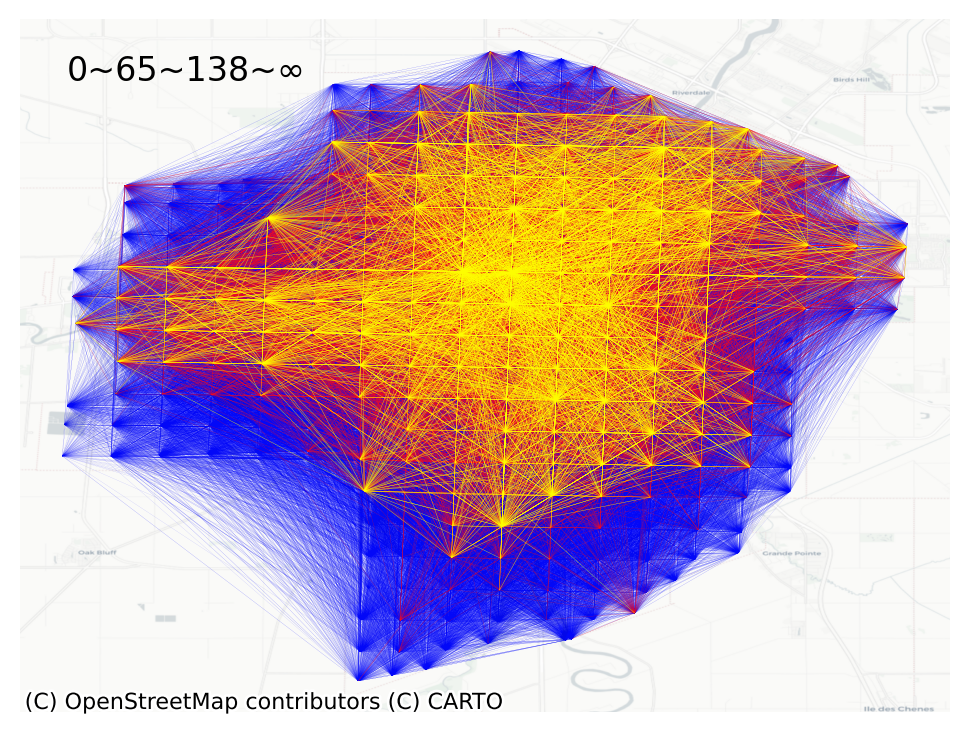 0~65~138~∞
Birds Hill
Riverdale
Oak Bluff
Grande Pointe
(C) OpenStreetMap contributors (C) CARTO
Ile des Chenes